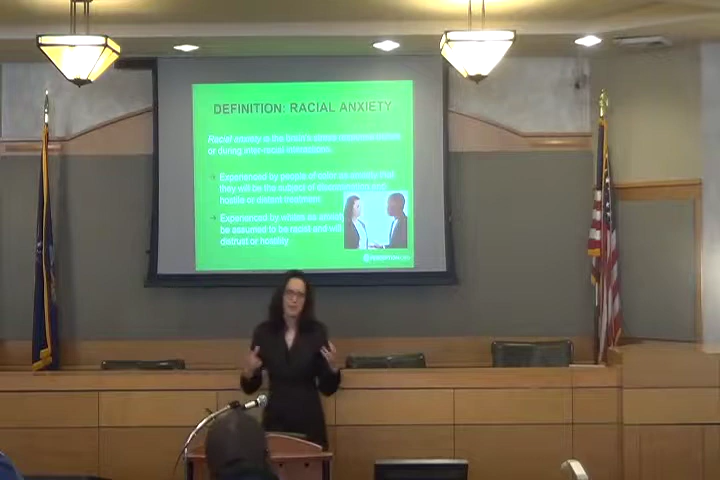 DEFINITION: RACIAL ANXIETY
Racial anxiety is the brain's stress response before
or during inter-racial interactions.
Experienced by people of color as anxiety that
they will be the subject of discrimination and
hostile or distant treatment.
Experienced by whites as anxiety
be assumed to be racist and will
distrust or hostility.